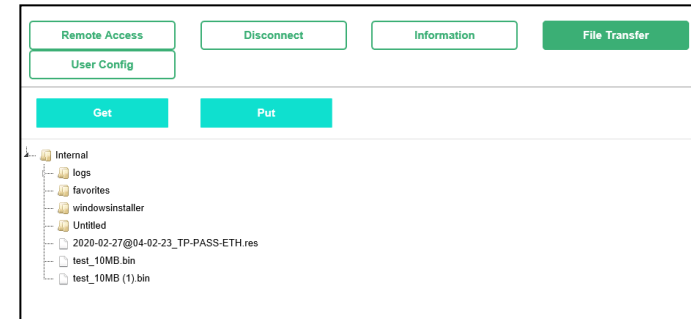 Remote Access Disconnect Information File Transfer
User Config
Get Put
Internal
logs
favorites
windowsinstaller
Untitled
2020-02-27@04-02-23_TP-PASS-ETH.res
test_10MB.bin
test_10MB (1).bin